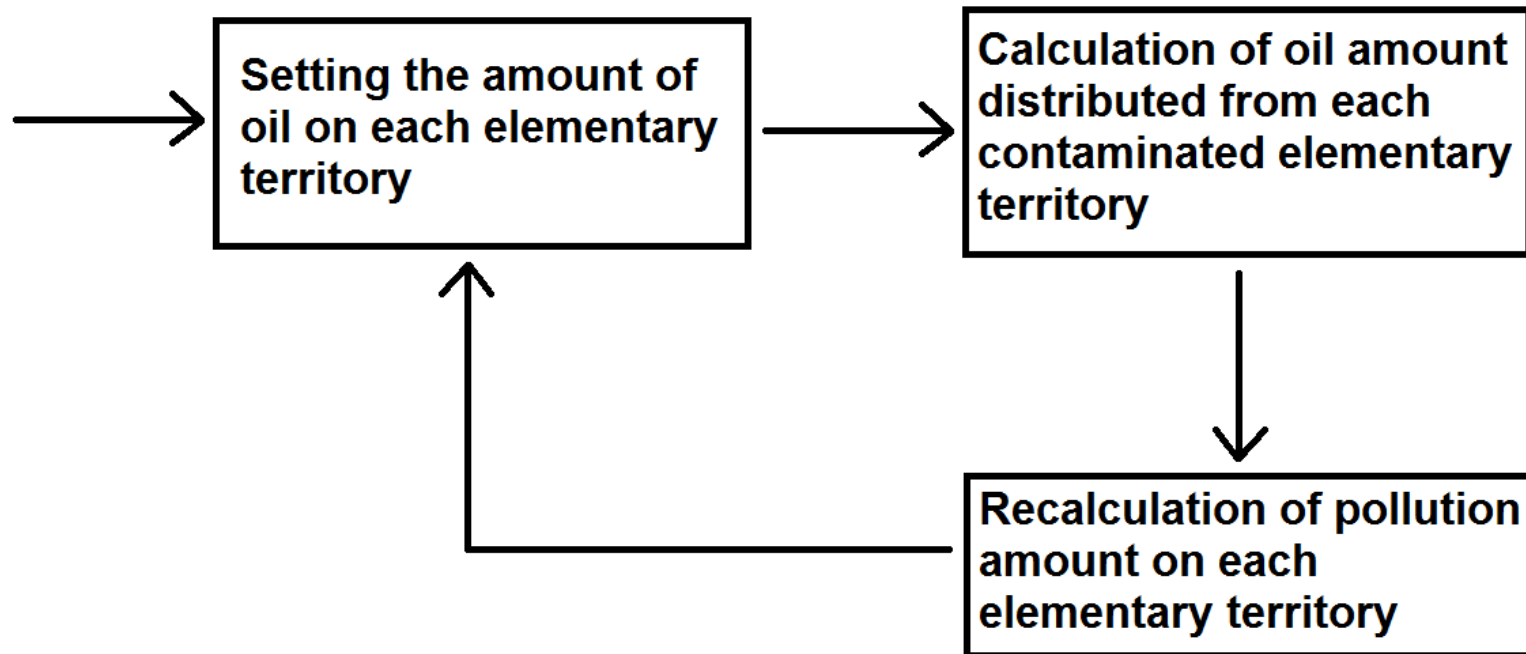 Setting the amount of
oil on each elementary
territory
Calculation of oil amount
distributed from each
contaminated elementary
territory
Recalculation of pollution
amount on each
elementary territory